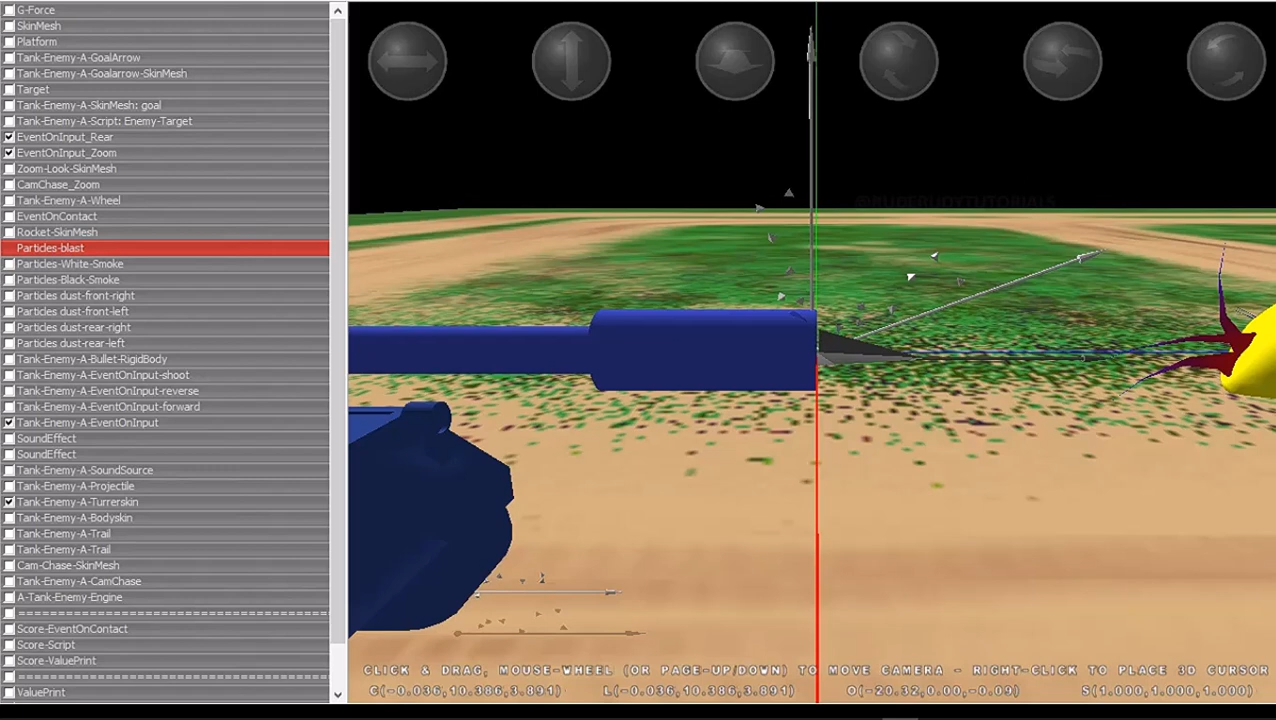 G-Force
SkinMesh
Platform
Tank-Enemy-A-GoalArrow
Tank-Enemy-A-Goalarrow-SkinMesh
Target
Tank-Enemy-A-SkinMesh: goal
Tank-Enemy-A-Script: Enemy-Target
EventOnInput_Rear
EventOnInput_Zoom
Zoom-Look-SkinMesh
CamChase_Zoom
Tank-Enemy-A-Wheel
EventOnContact
Rocket-SkinMesh
Particles-blast
Particles-White-Smoke
Particles-Black-Smoke
Particles dust-front-right
Particles dust-front-left
Particles dust-rear-right
Particles dust-rear-left
Tank-Enemy-A-Bullet-RigidBody
Tank-Enemy-A-EventOnInput-shoot
Tank-Enemy-A-EventOnInput-reverse
Tank-Enemy-A-EventOnInput-forward
Tank-Enemy-A-EventOnInput
SoundEffect
SoundEffect
Tank-Enemy-A-SoundSource
Tank-Enemy-A-Projectile
Tank-Enemy-A-Turrerskin
Tank-Enemy-A-Bodyskin
Tank-Enemy-A-Trail
Tank-Enemy-A-Trail
Cam-Chase-SkinMesh
Tank-Enemy-A-CamChase
A-Tank-Enemy-Engine
Score-EventOnContact
Score-Script
Score-ValuePrint
ValuePrint
CLICK & DRAG, MOUSE-WHEEL (OR PAGE-UP/DOWN) TO MOVE CAMERA - RIGHT-CLICK TO PLACE 3D CURSOR
C(-0.036,10.386,3.891) L(-0.036,10.386,3.891) O(-20.32,0.00,-0.09) S(1.000,1.000,1.000)